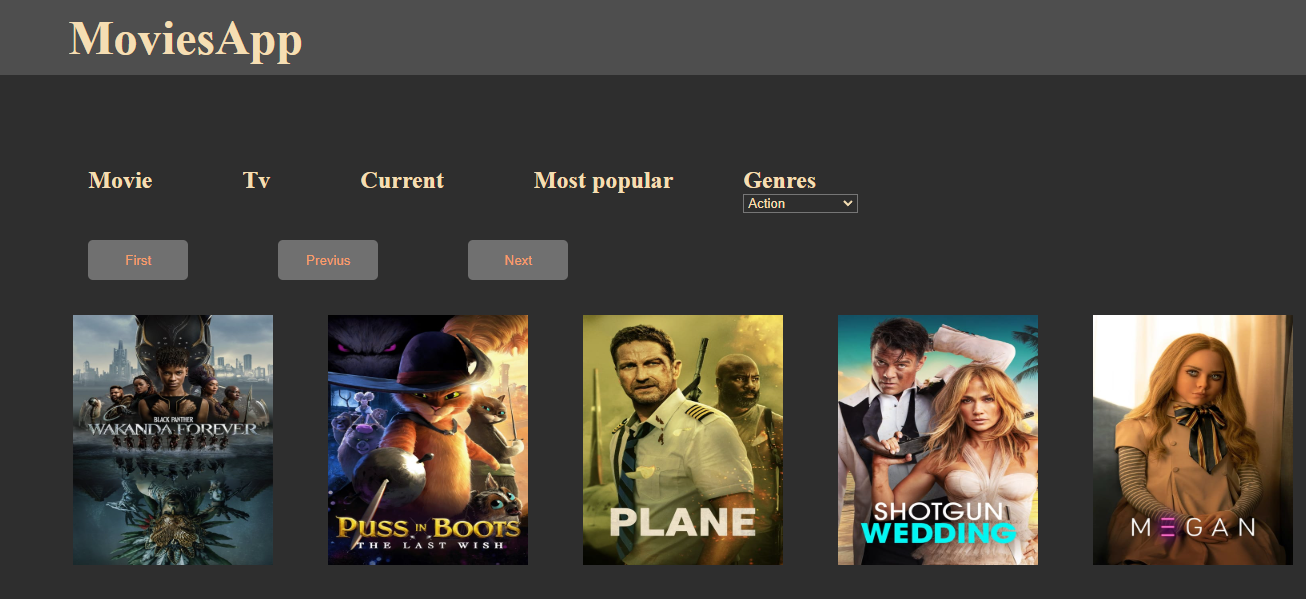 MoviesApp
Movie Tv Current Most popular Genres
Action
First Previus Next
BLACK PANTHER
WAKANDA FOREVER
PUSS IN BOOTS
THE LAST WISH
PLANE
SHOTGUN
WEDDING
M∃GAN